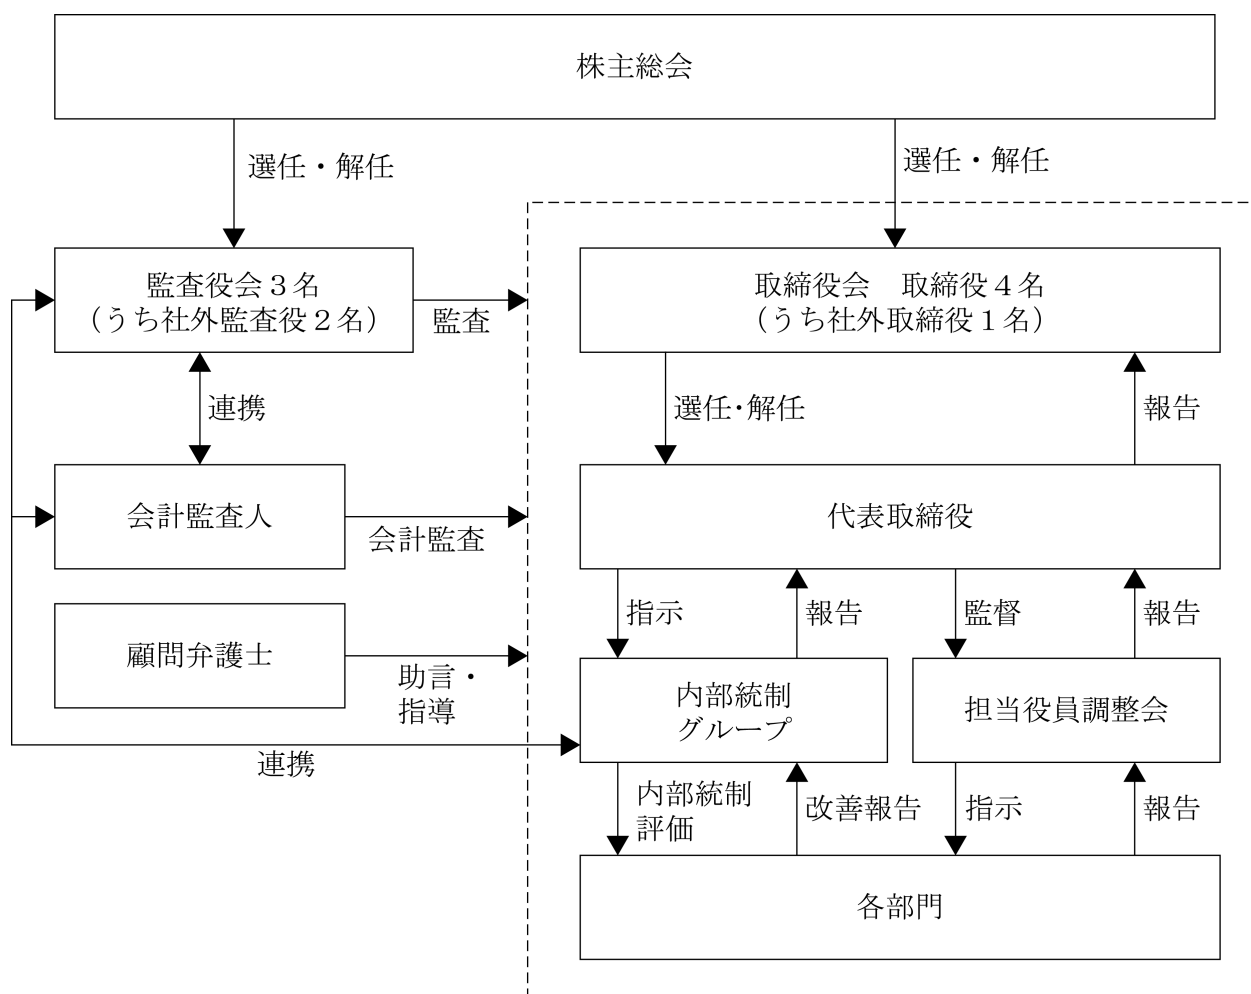 株主総会
選任・解任
選任・解任
監査役会３名
（うち社外監査役２名）
監査
取締役会　取締役４名
（うち社外取締役１名）
連携
選任・解任
報告
会計監査人
会計監査
代表取締役
指示
報告
監督
報告
顧問弁護士
助言・
指導
内部統制
グループ
担当役員調整会
連携
内部統制
評価
改善報告
指示
報告
各部門